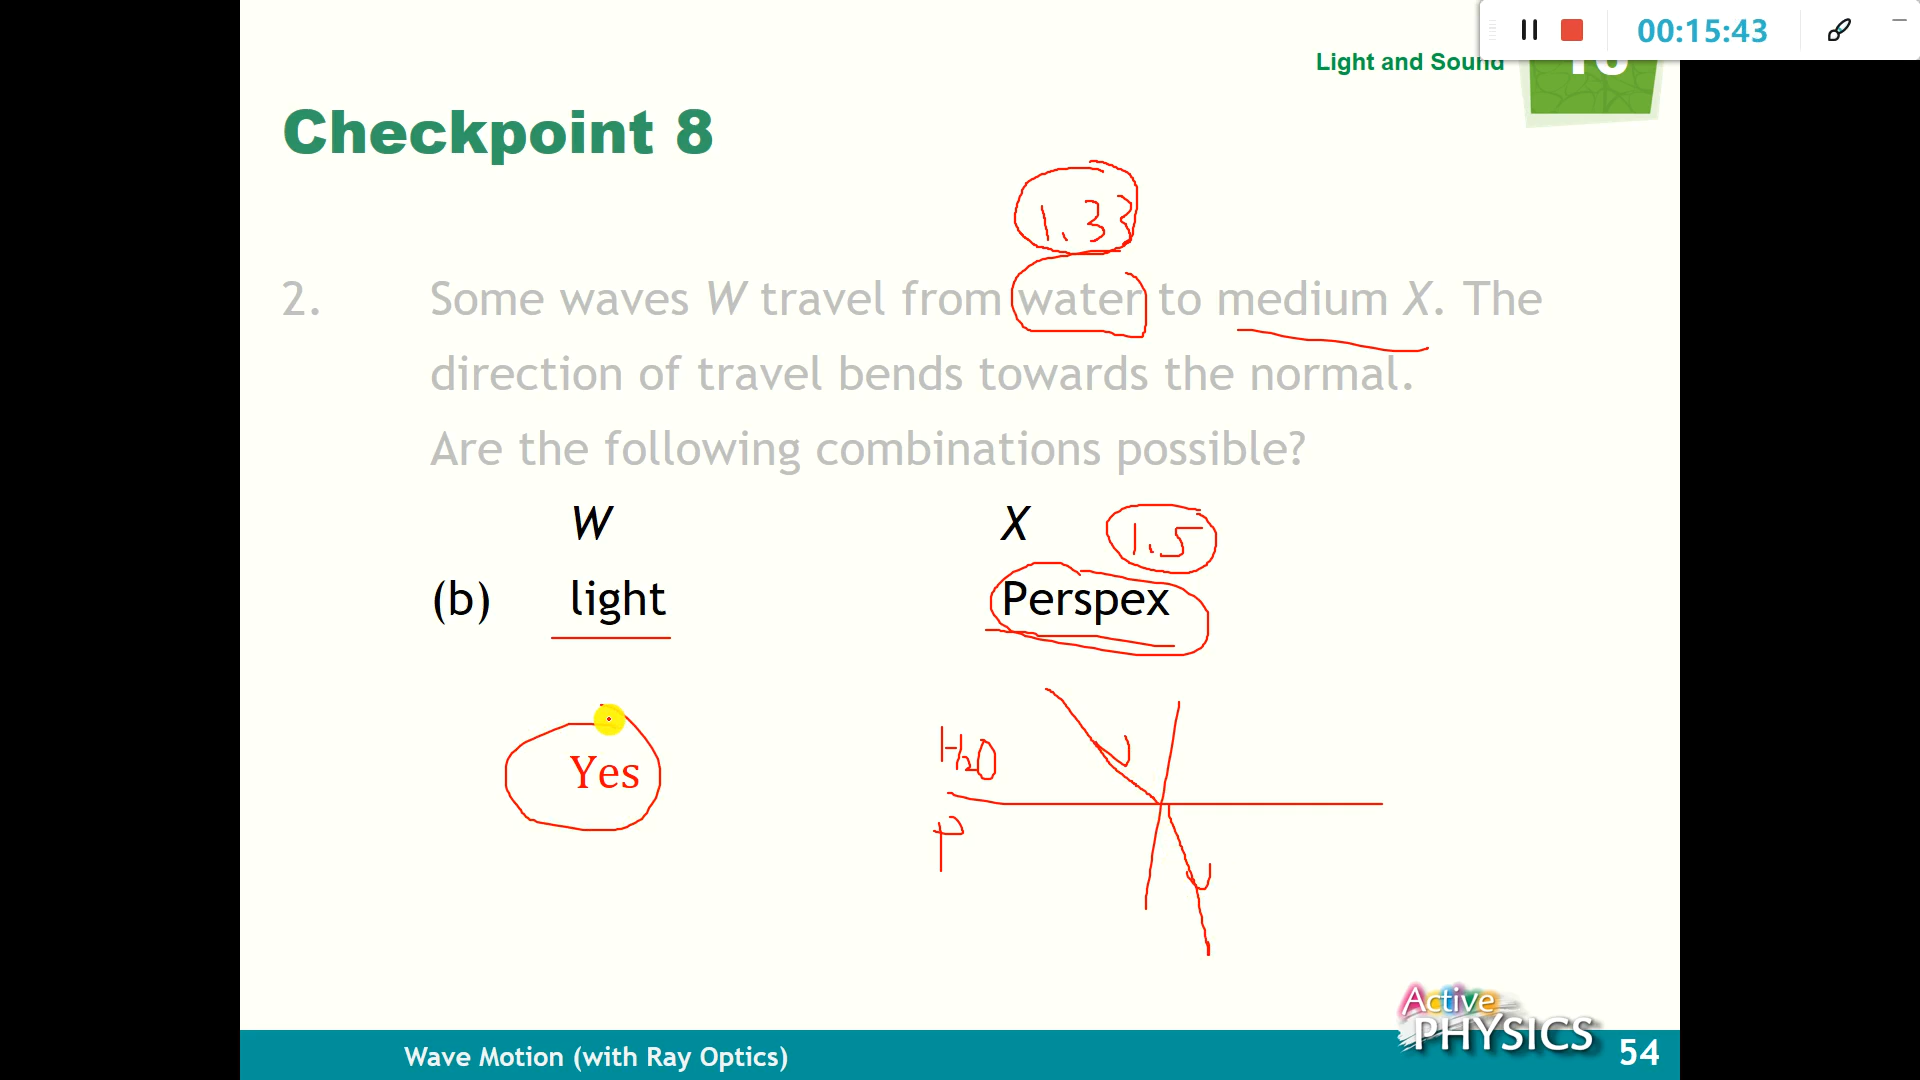 00:15:43
Light and Sound
Checkpoint 8
1.33
2. Some waves W travel from water to medium X. The
direction of travel bends towards the normal.
Are the following combinations possible?
W X 1.5
(b) light Perspex
H2O
Yes
P
Active
PHYSICS
Wave Motion (with Ray Optics) 54